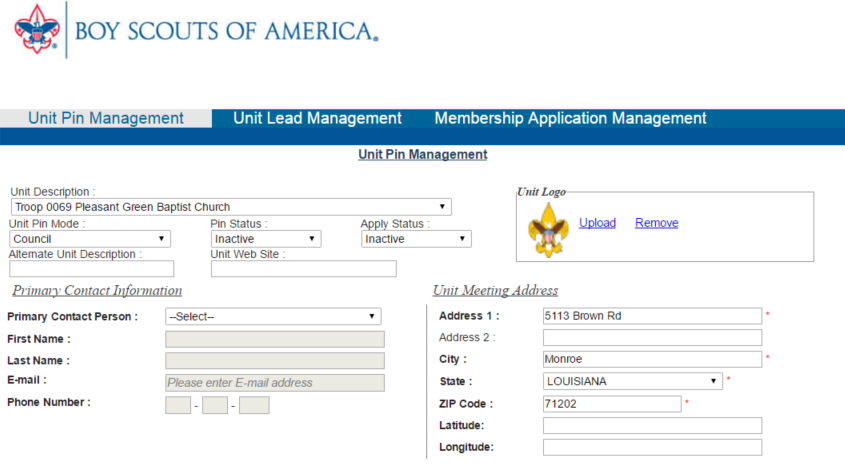 BOY SCOUTS OF AMERICA.
Unit Pin Management Unit Lead Management Membership Application Management
Unit Pin Management
Unit Description :
Troop 0069 Pleasant Green Baptist Church
Unit Pin Mode : Pin Status : Apply Status :
Council Inactive Inactive
Alternate Unit Description : Unit Web Site :
Unit Logo
Upload Remove
Primary Contact Information
Primary Contact Person : --Select--
First Name :
Last Name :
E-mail : Please enter E-mail address
Phone Number : - -
Unit Meeting Address
Address 1 : 5113 Brown Rd *
Address 2 :
City : Monroe *
State : LOUISIANA *
ZIP Code : 71202 *
Latitude:
Longitude: